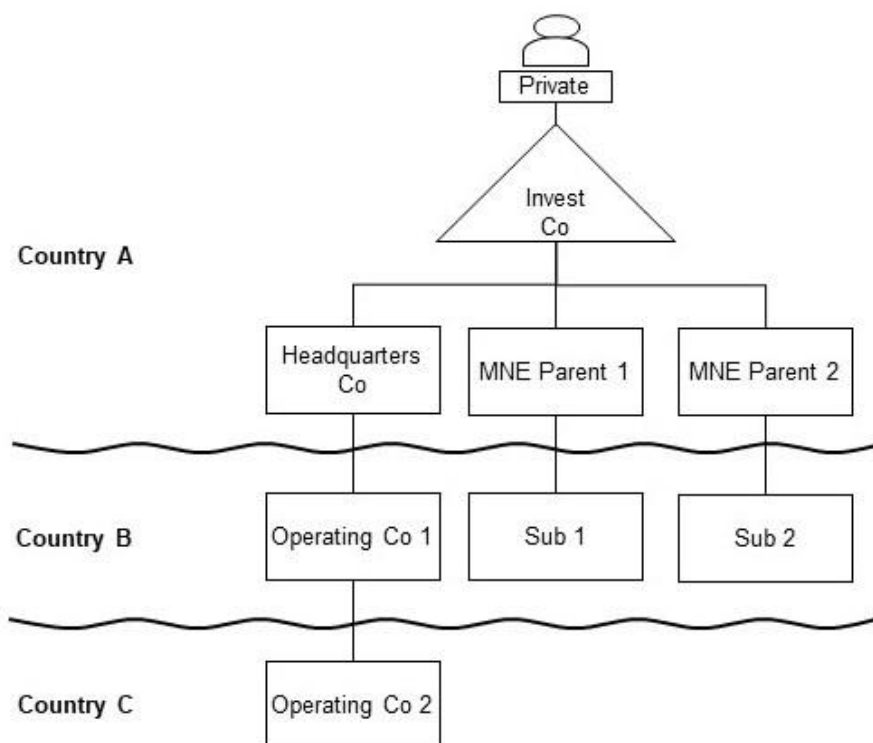 Private
Invest
Co
Country A
Headquarters
Co
MNE Parent 1
MNE Parent 2
Country B
Operating Co 1
Sub 1
Sub 2
Country C
Operating Co 2